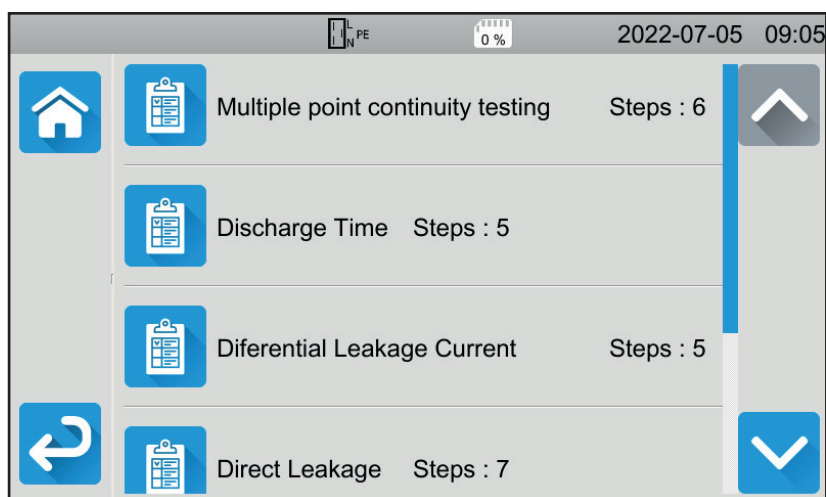 L N PE 0 % 2022-07-05 09:05
Multiple point continuity testing Steps : 6
Discharge Time Steps : 5
Diferential Leakage Current Steps : 5
Direct Leakage Steps : 7